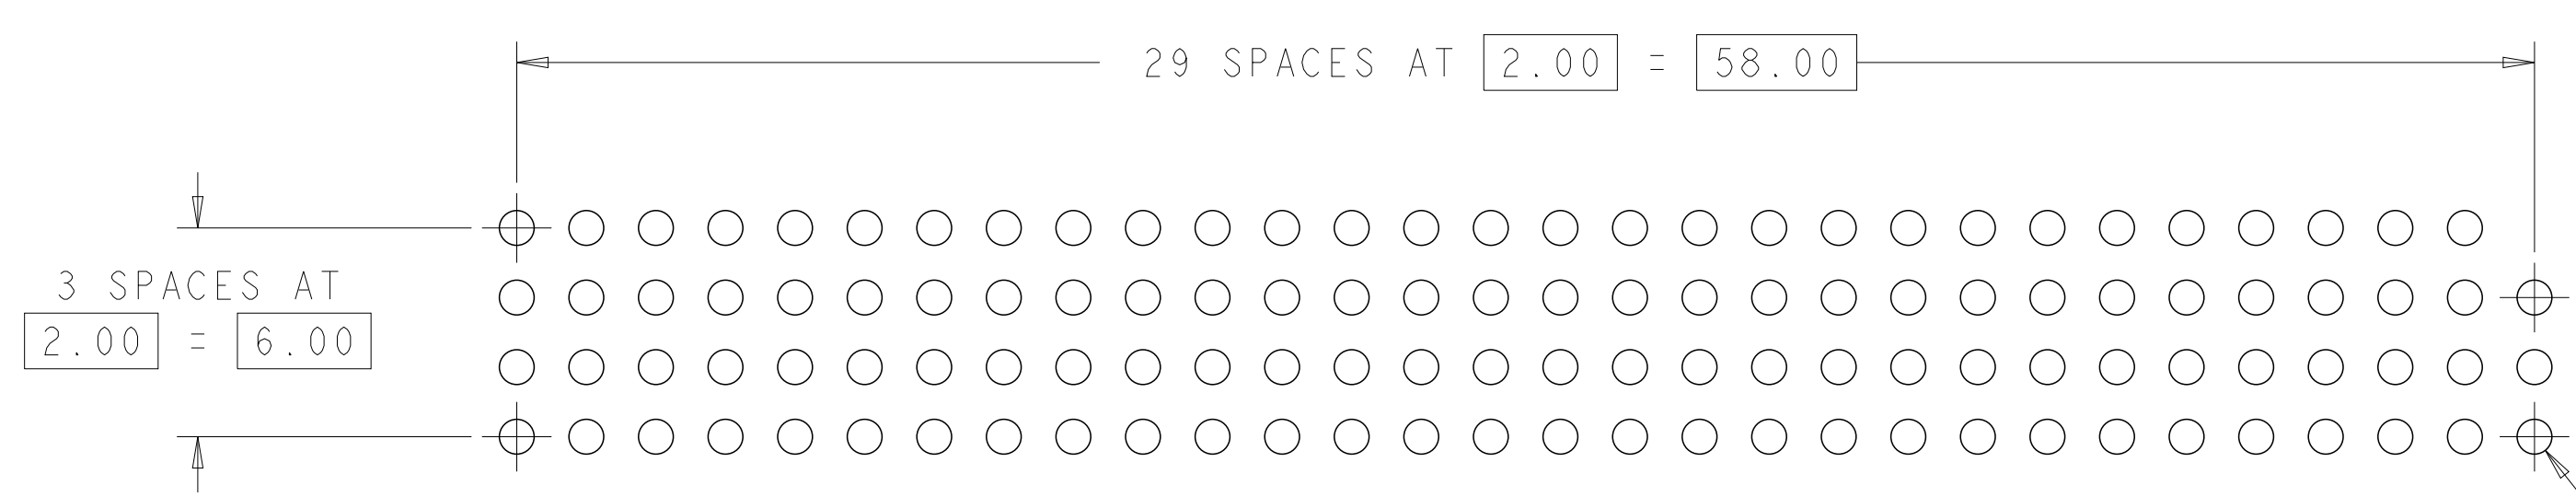 29 SPACES AT 2.00 = 58.00
3 SPACES AT
2.00 = 6.00